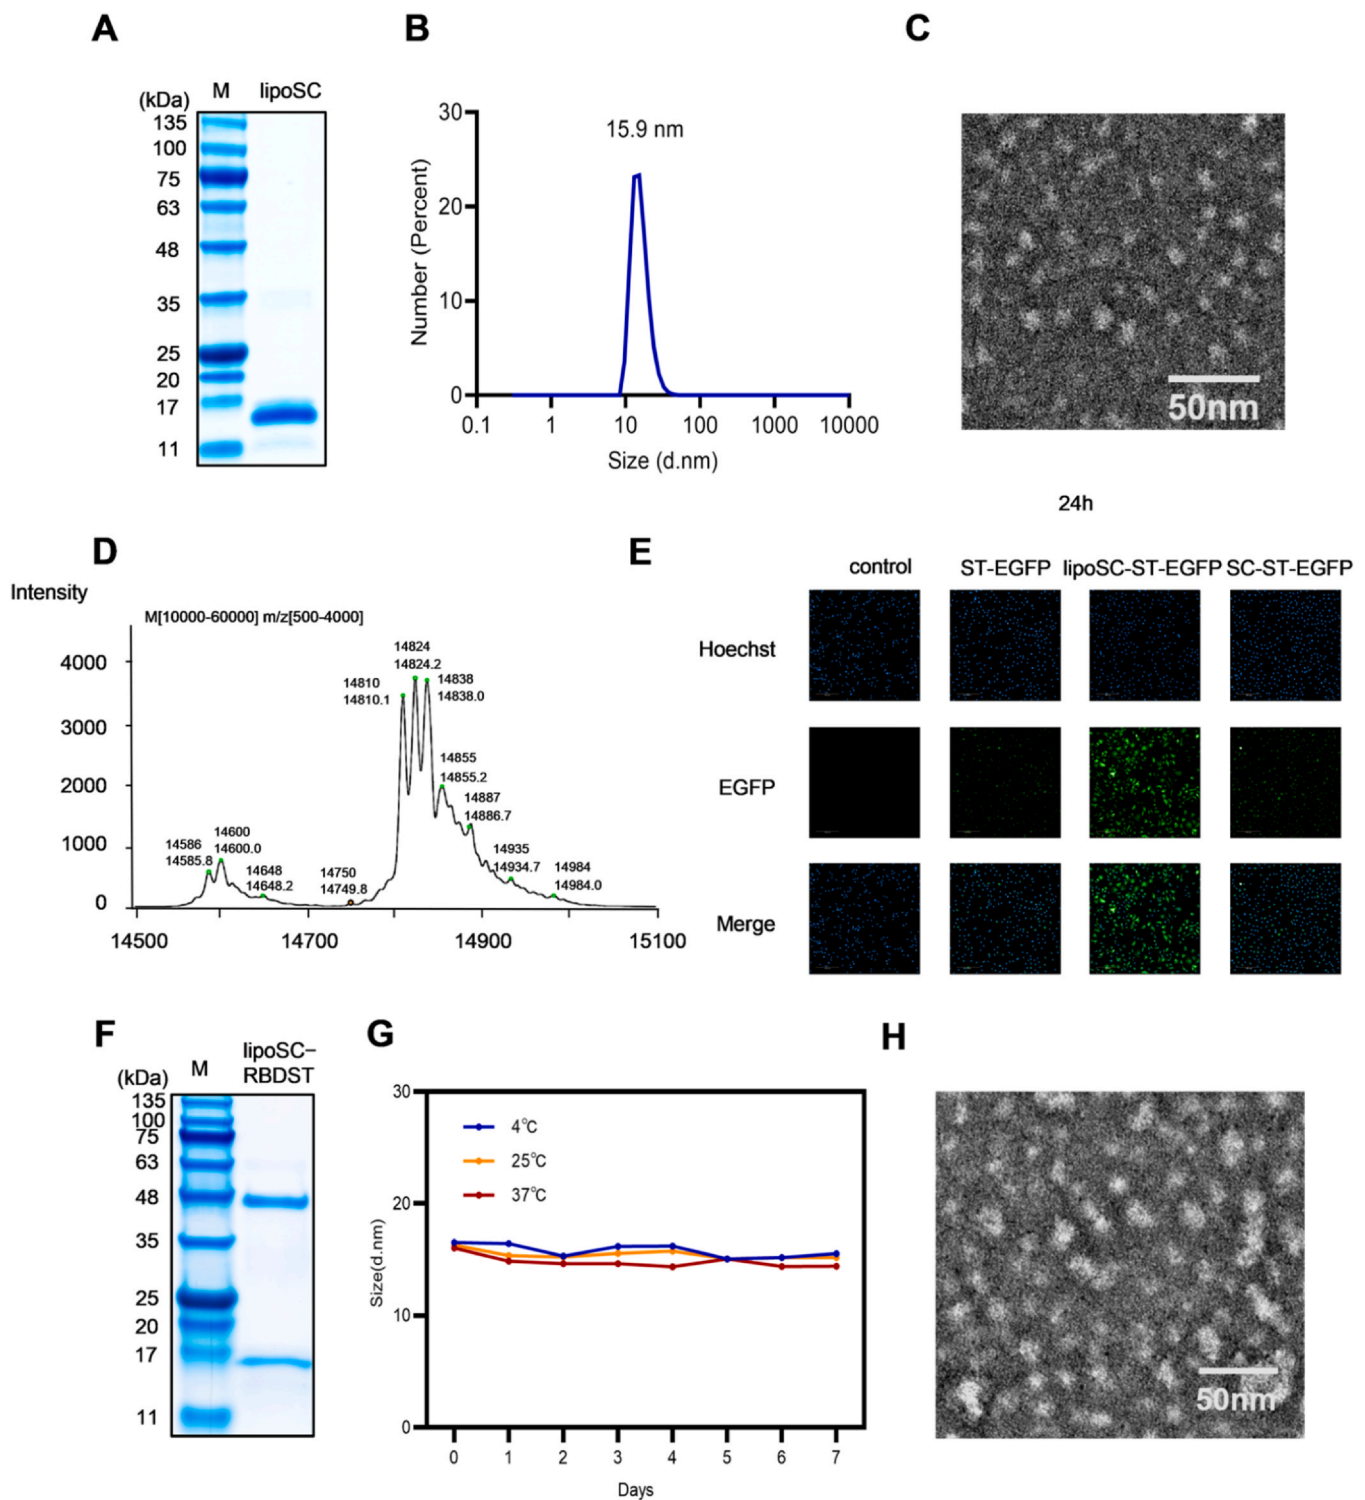 A
(kDa)
M
lipoSC
135
100
75
63
48
35
25
20
17
11
B
15.9 nm
Number (Percent)
30
20
10
0
0.1 1 10 100 1000 10000
Size (d.nm)
C
50nm
D
Intensity
M[10000-60000] m/z[500-4000]
4000
3000
2000
1000
0
14586
14585.8
14600
14600.0
14648
14648.2
14750
14749.8
14810
14810.1
14824
14824.2
14838
14838.0
14855
14855.2
14887
14886.7
14935
14934.7
14984
14984.0
14500 14700 14900 15100
E
24h
control ST-EGFP lipoSC-ST-EGFP SC-ST-EGFP
Hoechst
EGFP
Merge
F
(kDa)
M
lipoSC–
RBDST
135
100
75
63
48
35
25
20
17
11
G
Size(d.nm)
30
20
10
0
4℃
25℃
37℃
0 1 2 3 4 5 6 7
Days
H
50nm